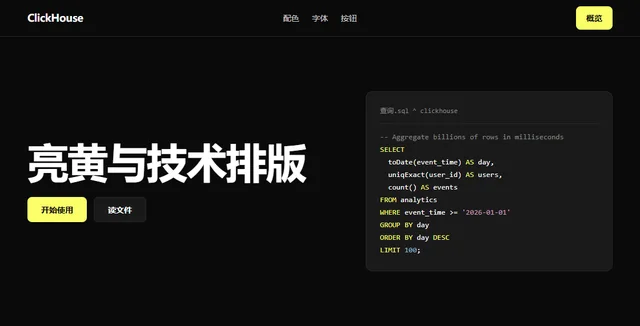 ClickHouse
配色 字体 按钮
概览
亮黄与技术排版
开始使用 读文件
查询.sql * clickhouse
-- Aggregate billions of rows in milliseconds
SELECT
toDate(event_time) AS day,
uniqExact(user_id) AS users,
count() AS events
FROM analytics
WHERE event_time >= '2026-01-01'
GROUP BY day
ORDER BY day DESC
LIMIT 100;